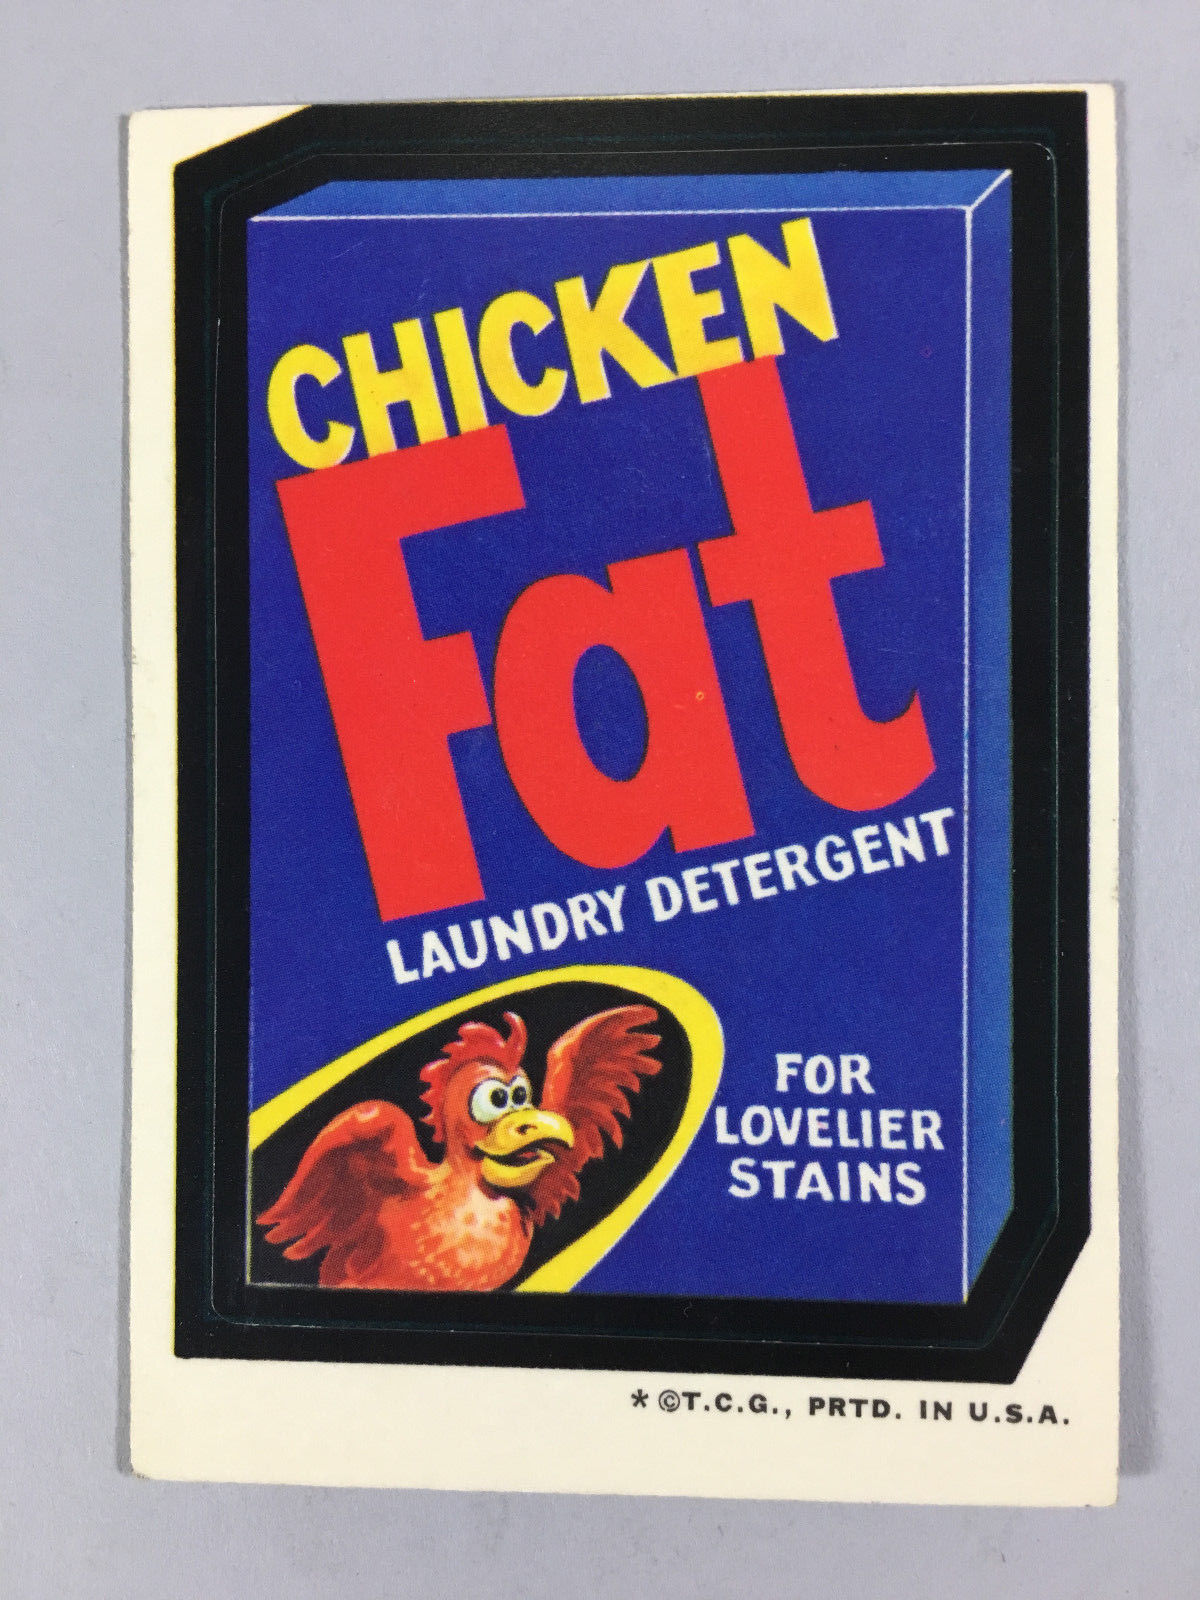 CHICKEN
Fat
LAUNDRY DETERGENT
FOR
LOVELIER
STAINS
* ©T.C.G., PRTD. IN U.S.A.